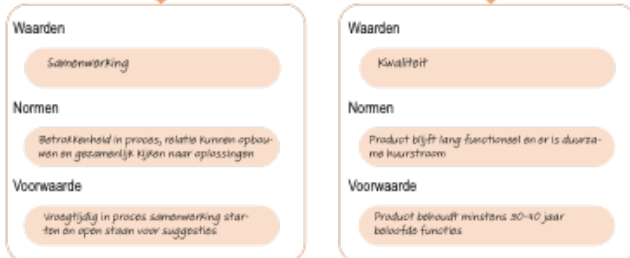 Waarden
Samenwerking
Normen
Betrokkenheid in proces, relatie kunnen opbou-
wen en gezamenlijk kijken naar oplossingen
Voorwaarde
Vroegtijdig in proces samenwerking star-
ten en open staan voor suggesties
Waarden
Kwaliteit
Normen
Product blijft lang functioneel en er is duurza-
me huurstroom
Voorwaarde
Product behoudt minstens 30-40 jaar
beloofde functies